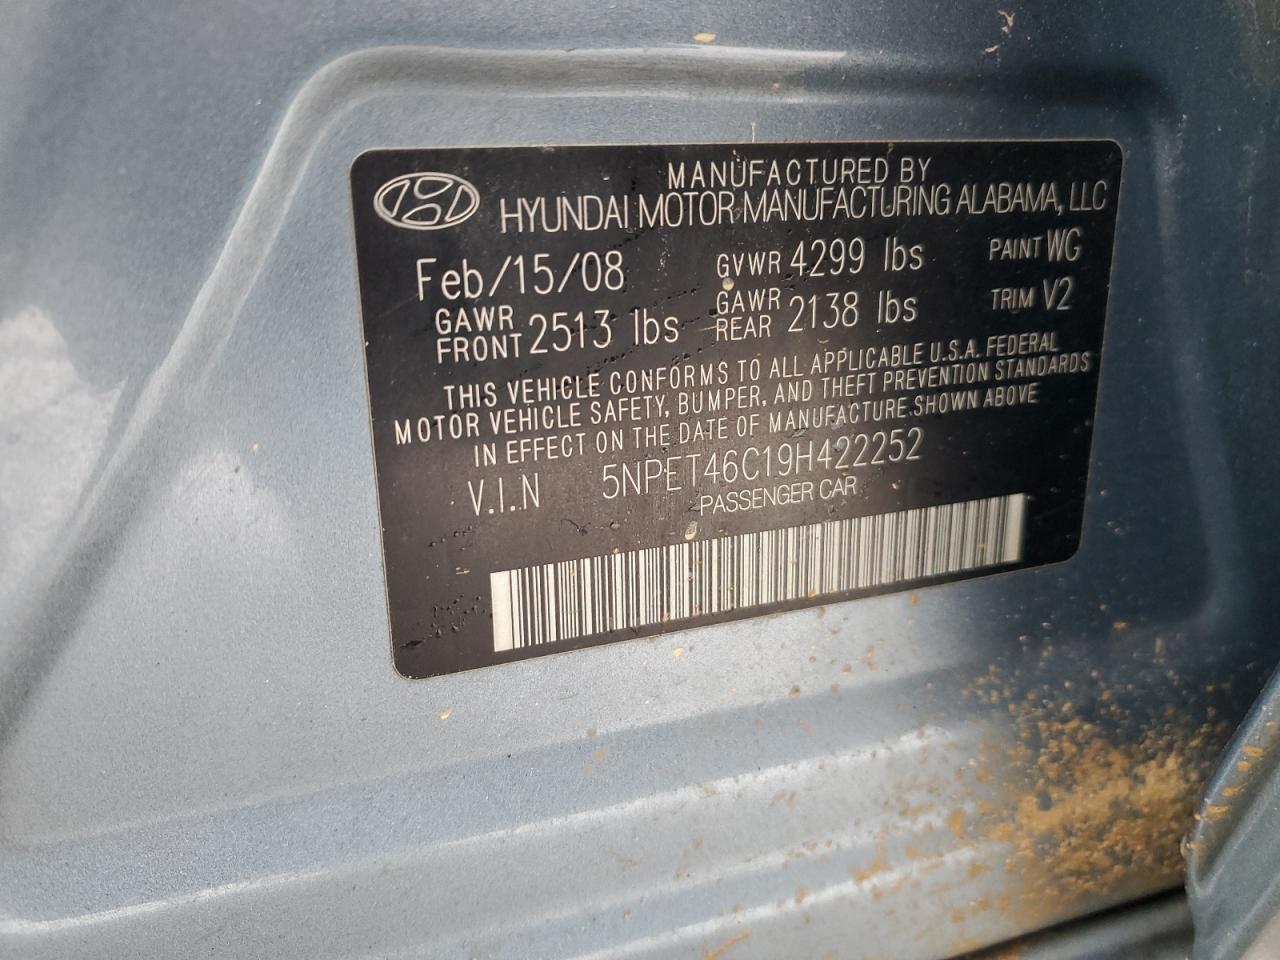 MANUFACTURED BY
HYUNDAI MOTOR MANUFACTURING ALABAMA, LLC
Feb/15/08 GVWR 4299 lbs PAINT WG
GAWR FRONT 2513 lbs GAWR REAR 2138 lbs TRIM V2
THIS VEHICLE CONFORMS TO ALL APPLICABLE U.S.A. FEDERAL
MOTOR VEHICLE SAFETY, BUMPER, AND THEFT PREVENTION STANDARDS
IN EFFECT ON THE DATE OF MANUFACTURE SHOWN ABOVE
V.I..N 5NPET46C19H422252
PASSENGER CAR